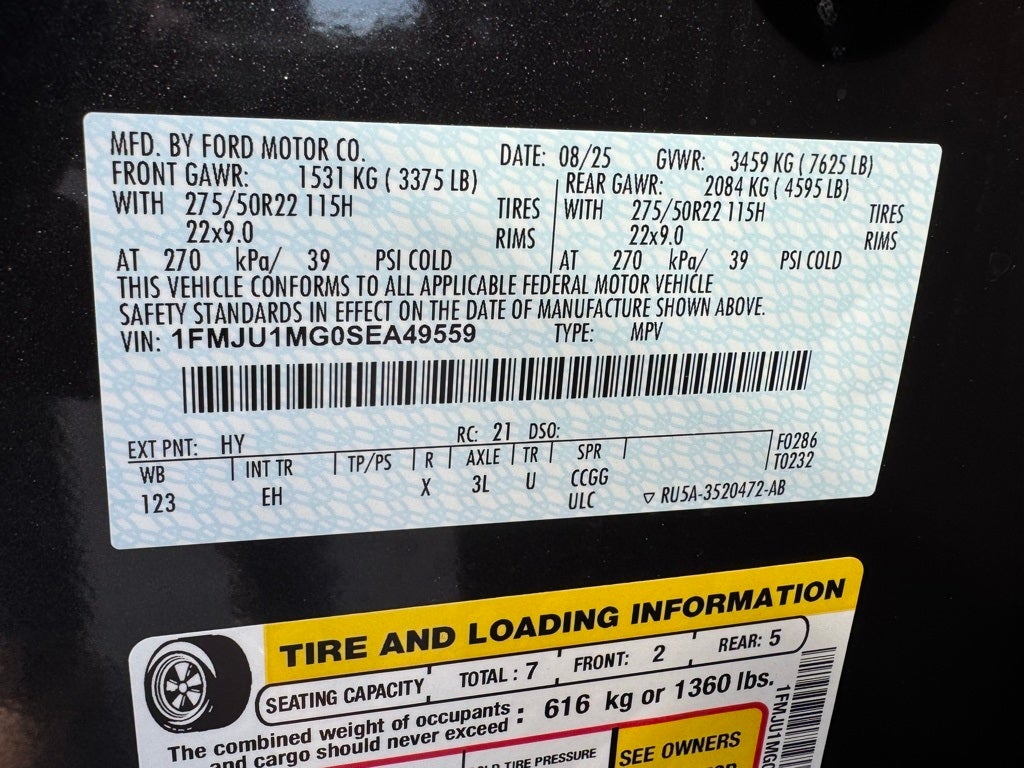 MFD. BY FORD MOTOR CO. DATE: 08/25 GVWR: 3459 KG ( 7625 LB)
FRONT GAWR: 1531 KG ( 3375 LB) REAR GAWR: 2084 KG ( 4595 LB)
WITH 275/50R22 115H TIRES WITH 275/50R22 115H TIRES
22x9.0 RIMS 22x9.0 RIMS
AT 270 kPa/ 39 PSI COLD AT 270 kPa/ 39 PSI COLD
THIS VEHICLE CONFORMS TO ALL APPLICABLE FEDERAL MOTOR VEHICLE
SAFETY STANDARDS IN EFFECT ON THE DATE OF MANUFACTURE SHOWN ABOVE.
VIN: 1FMJU1MG0SEA49559 TYPE: MPV
EXT PNT: HY RC: 21 DSO:
WB INT TR TP/PS R AXLE TR SPR F0286
T0232
123 EH X 3L U CCGG
ULC ▽ RU5A-3520472-AB
TIRE AND LOADING INFORMATION
SEATING CAPACITY TOTAL : 7 FRONT: 2 REAR: 5
The combined weight of occupants : 616 kg or 1360 lbs.
and cargo should never exceed
TIRE PRESSURE
SEE OWNERS
1FMJU1MG